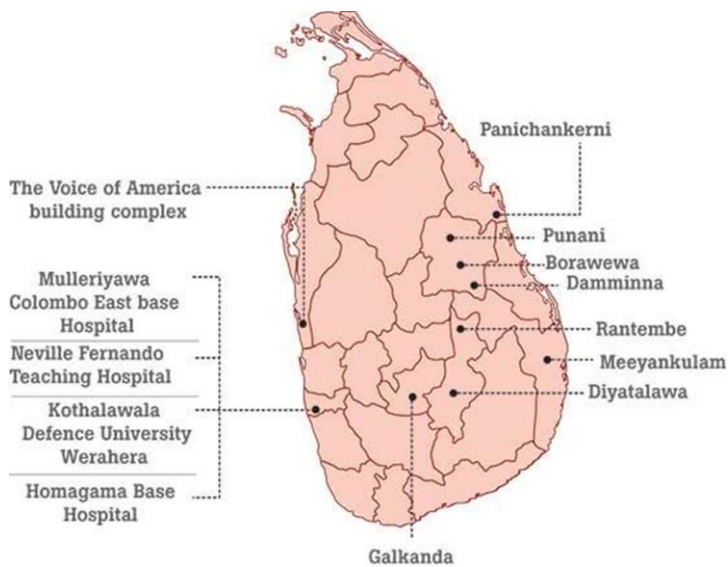 Panichankerni
The Voice of America
building complex
Punani
Borawewa
Damminna
Mulleriyawa
Colombo East base
Hospital
Rantembe
Neville Fernando
Teaching Hospital
Meeyankulam
Diyatalawa
Kothalawala
Defence University
Werahera
Homagama Base
Hospital
Galkanda